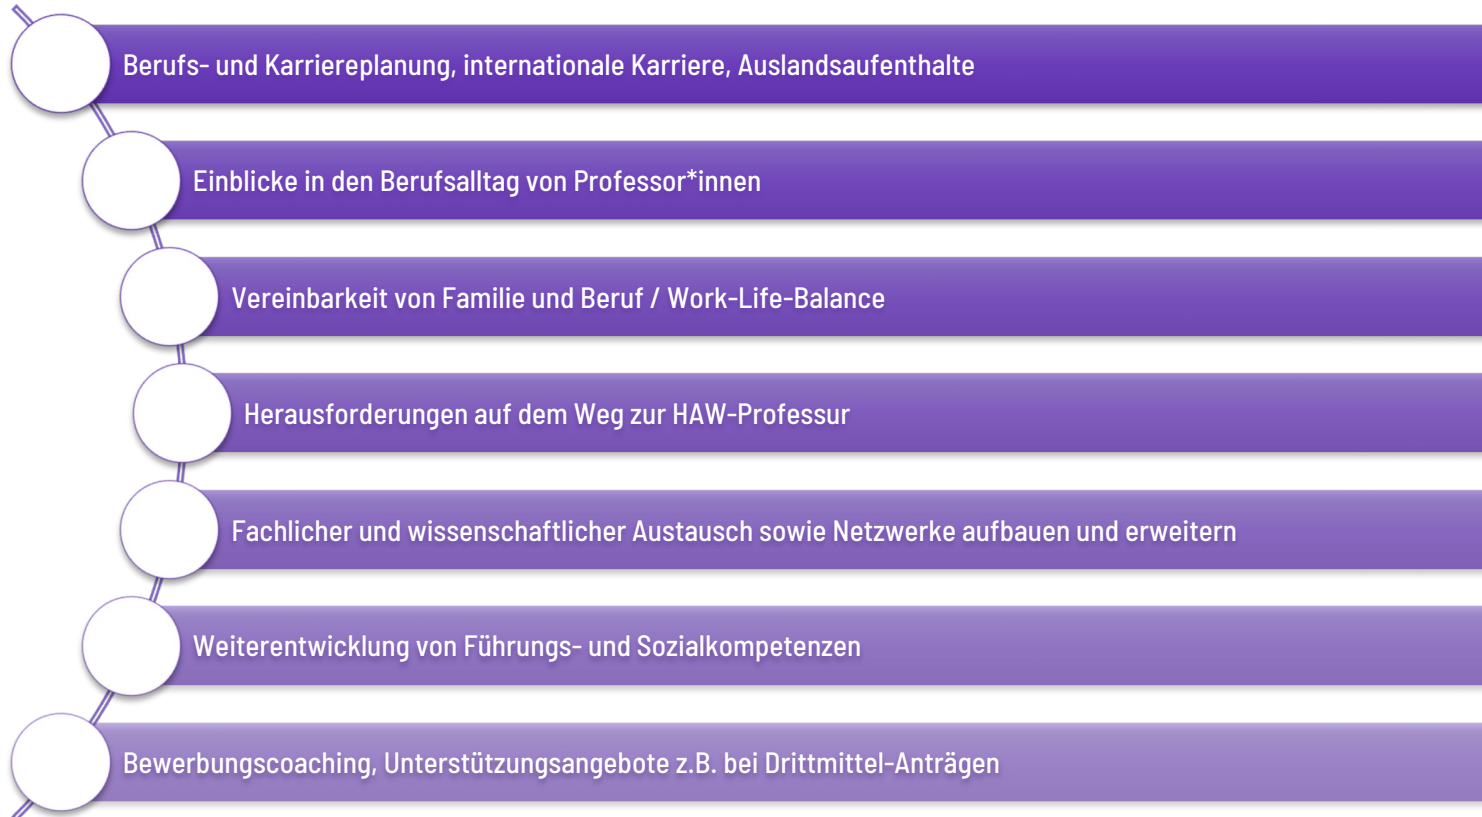 Berufs- und Karriereplanung, internationale Karriere, Auslandsaufenthalte
Einblicke in den Berufsalltag von Professor*innen
Vereinbarkeit von Familie und Beruf / Work-Life-Balance
Herausforderungen auf dem Weg zur HAW-Professur
Fachlicher und wissenschaftlicher Austausch sowie Netzwerke aufbauen und erweitern
Weiterentwicklung von Führungs- und Sozialkompetenzen
Bewerbungscoaching, Unterstützungsangebote z.B. bei Drittmittel-Anträgen